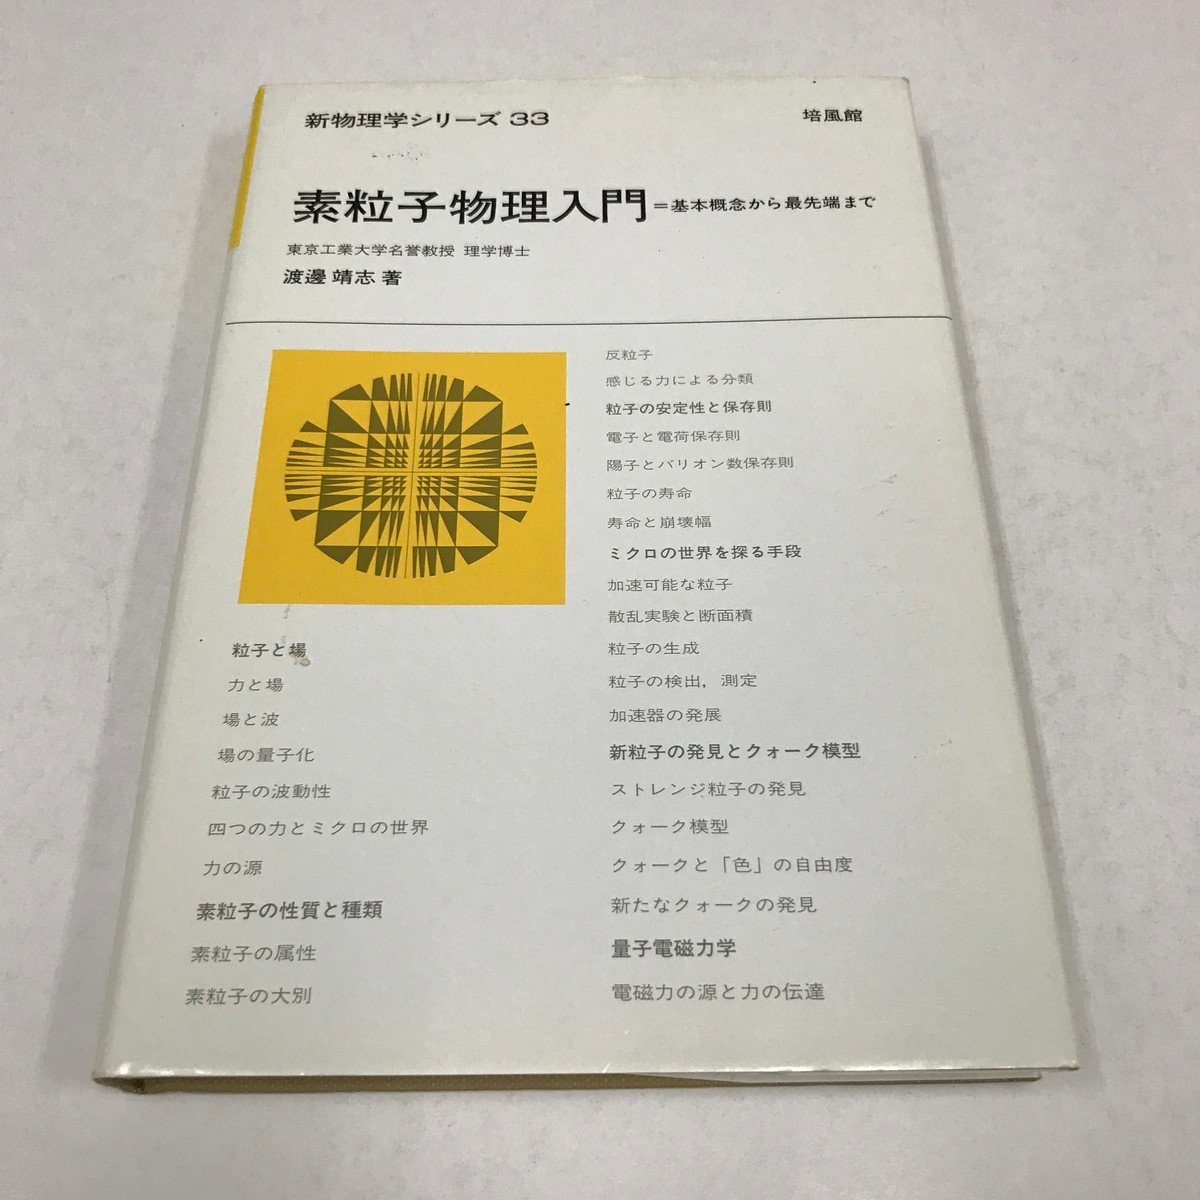 新物理学シリーズ 33
培風館
素粒子物理入門=基本概念から最先端まで
東京工業大学名誉教授 理学博士
渡邊 靖志 著
粒子と場
力と場
場と波
場の量子化
粒子の波動性
四つの力とミクロの世界
力の源
素粒子の性質と種類
素粒子の属性
素粒子の大別
反粒子
感じる力による分類
粒子の安定性と保存則
電子と電荷保存則
陽子とバリオン数保存則
粒子の寿命
寿命と崩壊幅
ミクロの世界を探る手段
加速可能な粒子
散乱実験と断面積
粒子の生成
粒子の検出，測定
加速器の発展
新粒子の発見とクォーク模型
ストレンジ粒子の発見
クォーク模型
クォークと「色」の自由度
新たなクォークの発見
量子電磁力学
電磁力の源と力の伝達